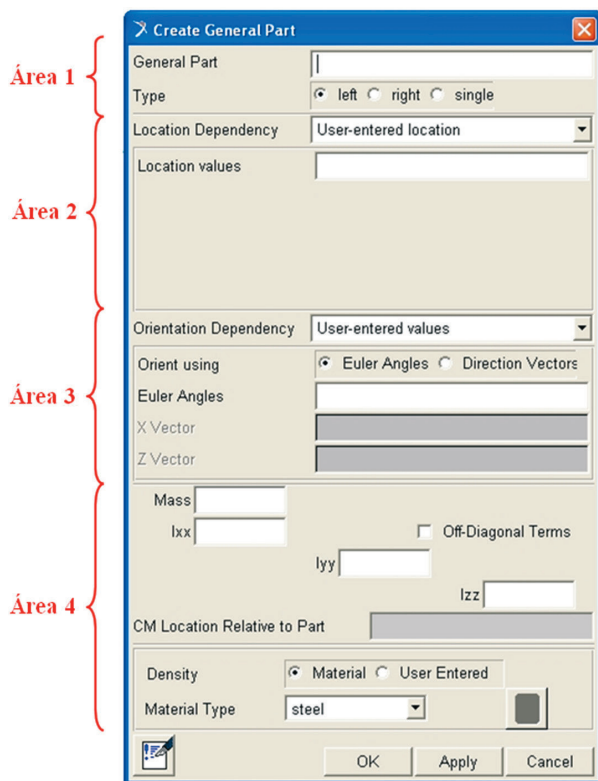 Create General Part
Área 1
General Part
Type left right single
Área 2
Location Dependency User-entered location
Location values
Área 3
Orientation Dependency User-entered values
Orient using Euler Angles Direction Vectors
Euler Angles
X Vector
Z Vector
Área 4
Mass
Ixx Off-Diagonal Terms
Iyy
Izz
CM Location Relative to Part
Density Material User Entered
Material Type steel
OK Apply Cancel